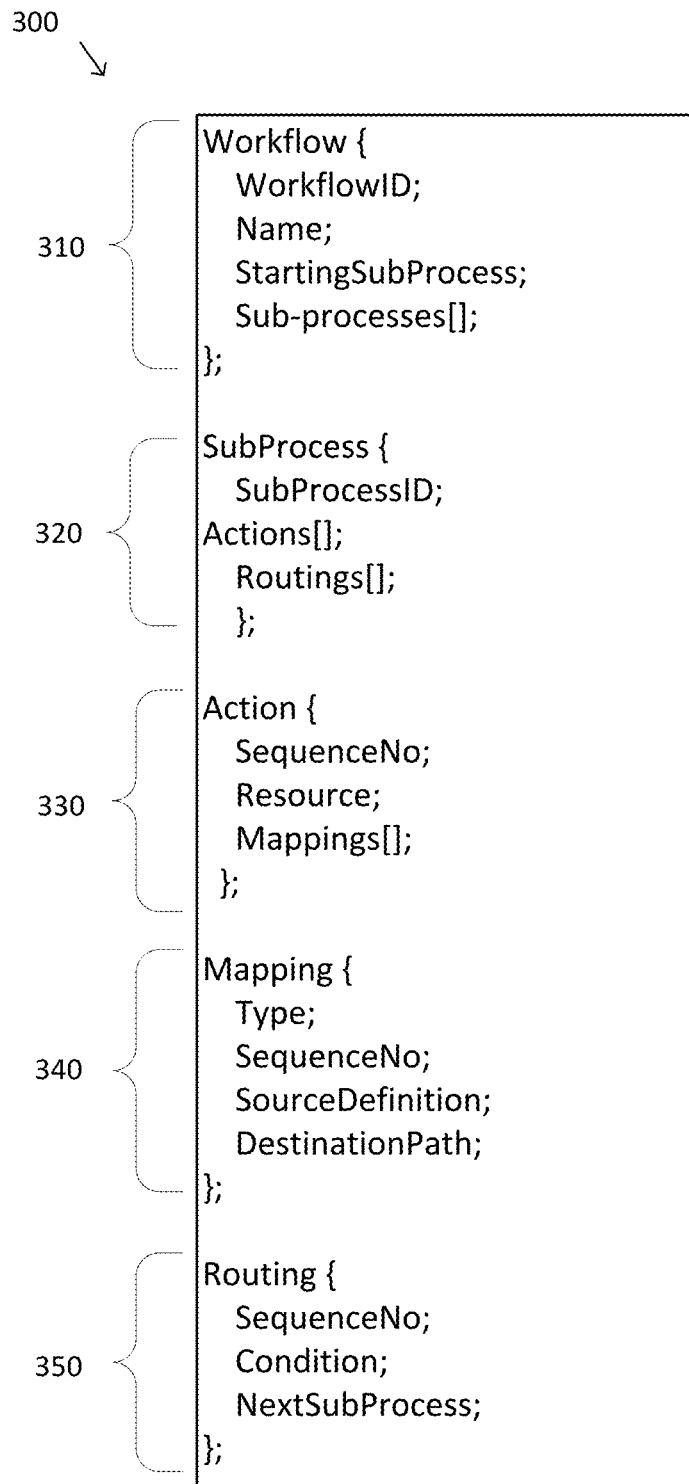 300
Workflow {
WorkflowID;
Name;
310
StartingSubProcess;
Sub-processes[];
};
SubProcess {
SubProcessID;
320
Actions[];
Routings[];
};
Action {
SequenceNo;
330
Resource;
Mappings[];
};
Mapping {
Type;
SequenceNo;
340
SourceDefinition;
DestinationPath;
};
Routing {
SequenceNo;
350
Condition;
NextSubProcess;
};